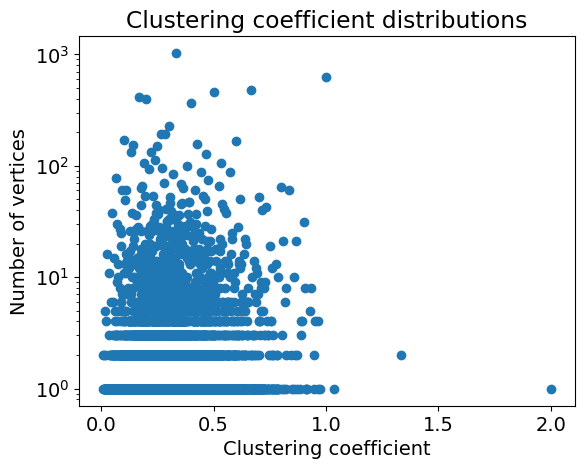 Clustering coefficient distributions
Number of vertices
10³
10²
10¹
10⁰
0.0 0.5 1.0 1.5 2.0
Clustering coefficient